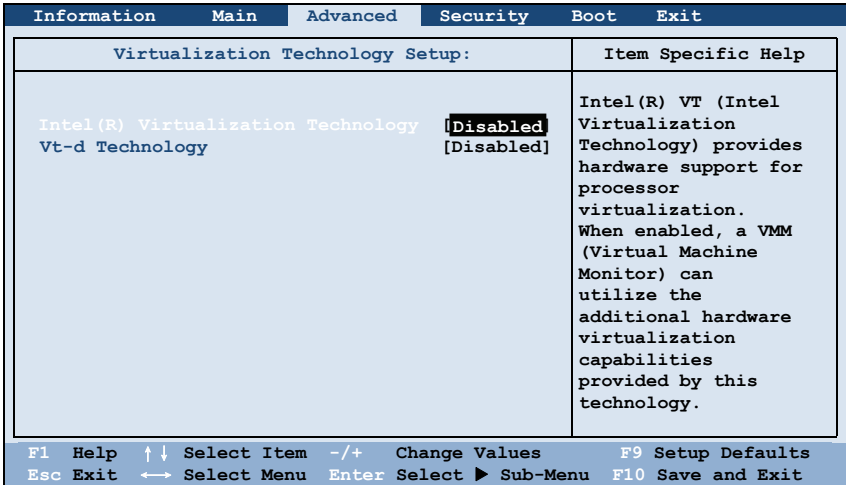 Information Main Advanced Security Boot Exit
Virtualization Technology Setup:
Intel(R) Virtualization Technology [Disabled]
Vt-d Technology [Disabled]
Item Specific Help
Intel(R) VT (Intel
Virtualization
Technology) provides
hardware support for
processor
virtualization.
When enabled, a VMM
(Virtual Machine
Monitor) can
utilize the
additional hardware
virtualization
capabilities
provided by this
technology.
F1 Help ↑↓ Select Item -/+ Change Values F9 Setup Defaults
Esc Exit ↔ Select Menu Enter Select ▶ Sub-Menu F10 Save and Exit